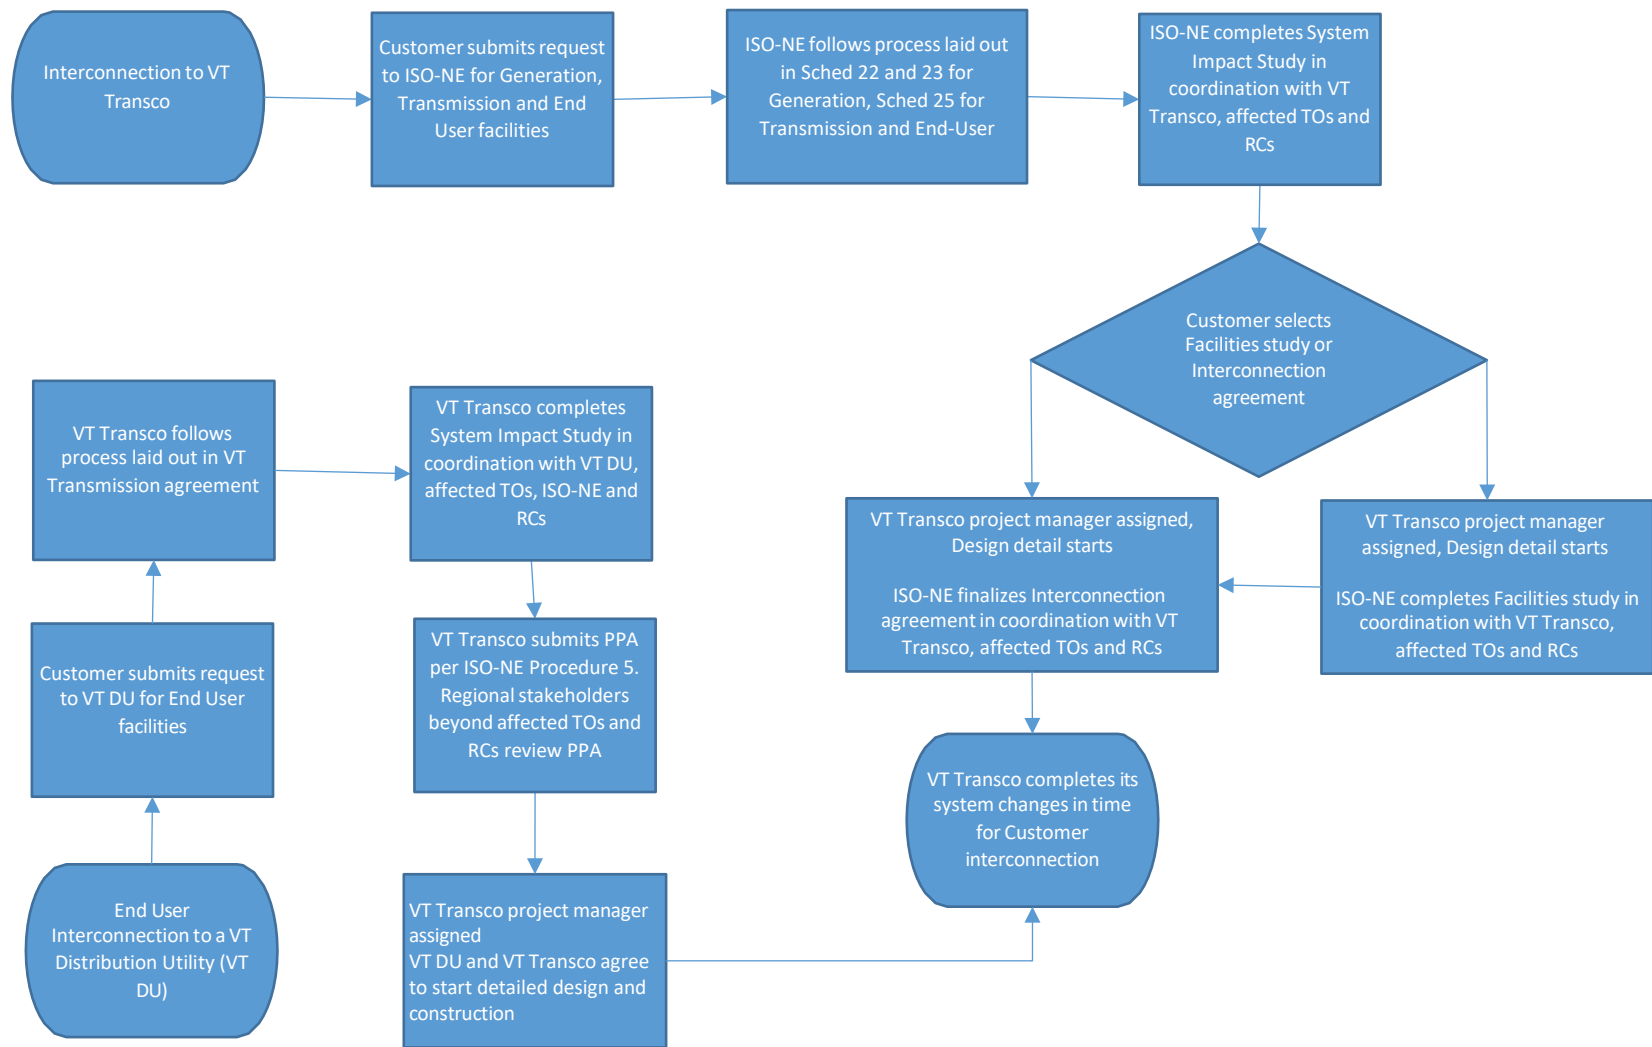 Interconnection to VT
Transco
Customer submits request
to ISO-NE for Generation,
Transmission and End
User facilities
ISO-NE follows process laid out
in Sched 22 and 23 for
Generation, Sched 25 for
Transmission and End-User
ISO-NE completes System
Impact Study in
coordination with VT
Transco, affected TOs and
RCs
Customer selects
Facilities study or
Interconnection
agreement
VT Transco project manager assigned,
Design detail starts
ISO-NE finalizes Interconnection
agreement in coordination with VT
Transco, affected TOs and RCs
VT Transco project manager
assigned, Design detail starts
ISO-NE completes Facilities study in
coordination with VT Transco,
affected TOs and RCs
VT Transco completes its
system changes in time
for Customer
interconnection
VT Transco follows
process laid out in VT
Transmission agreement
VT Transco completes
System Impact Study in
coordination with VT DU,
affected TOs, ISO-NE and
RCs
Customer submits request
to VT DU for End User
facilities
VT Transco submits PPA
per ISO-NE Procedure 5.
Regional stakeholders
beyond affected TOs and
RCs review PPA
End User
Interconnection to a VT
Distribution Utility (VT
DU)
VT Transco project manager
assigned
VT DU and VT Transco agree
to start detailed design and
construction